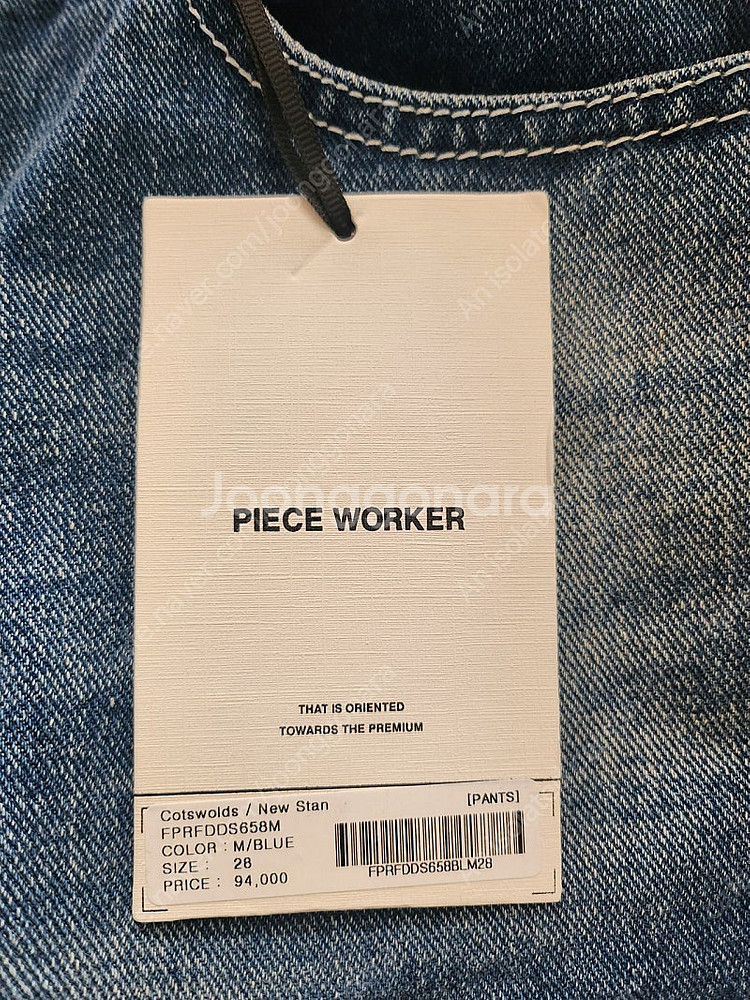 Joonggonara
PIECE WORKER
THAT IS ORIENTED
TOWARDS THE PREMIUM
Cotswolds / New Stan
[PANTS]
FPRFDDS658M
COLOR : M/BLUE
SIZE : 28
PRICE : 94,000
FPRFDDS658BLM28